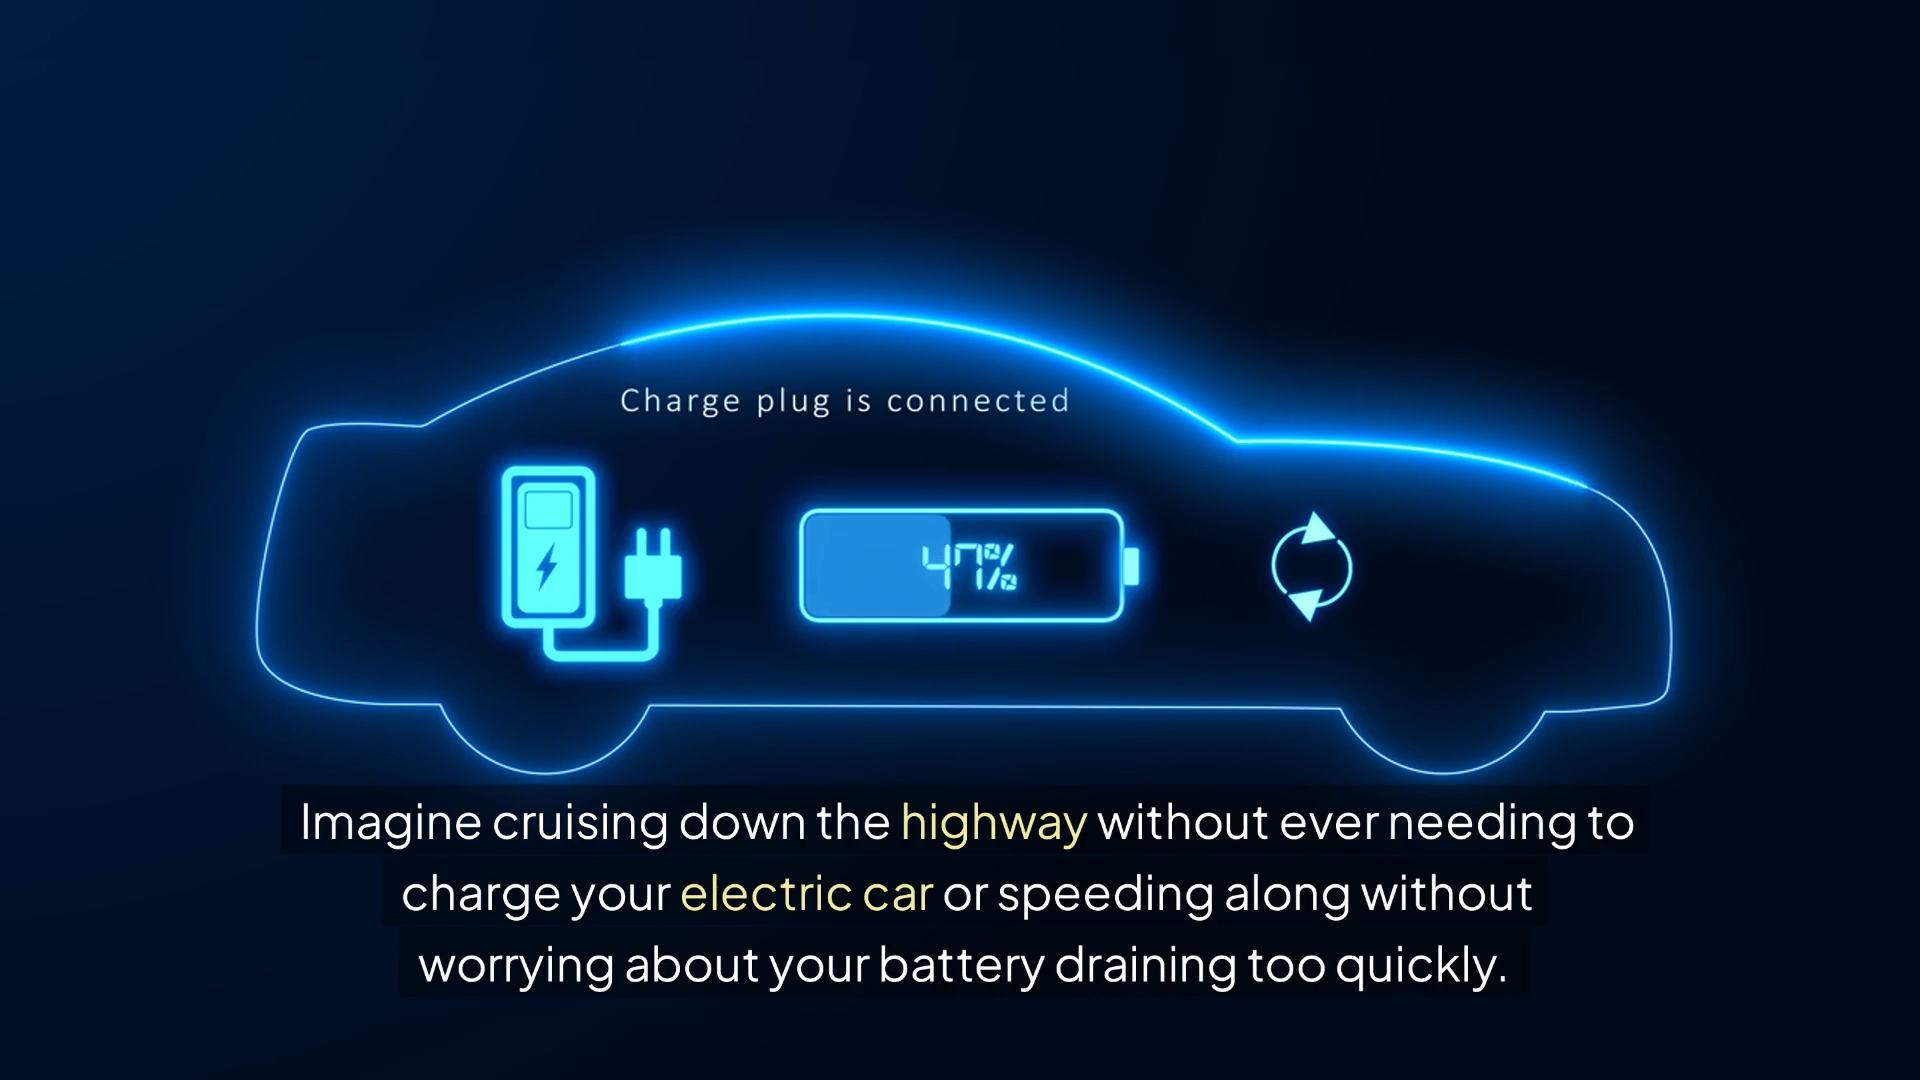 Charge plug is connected
47%
Imagine cruising down the highway without ever needing to
charge your electric car or speeding along without
worrying about your battery draining too quickly.